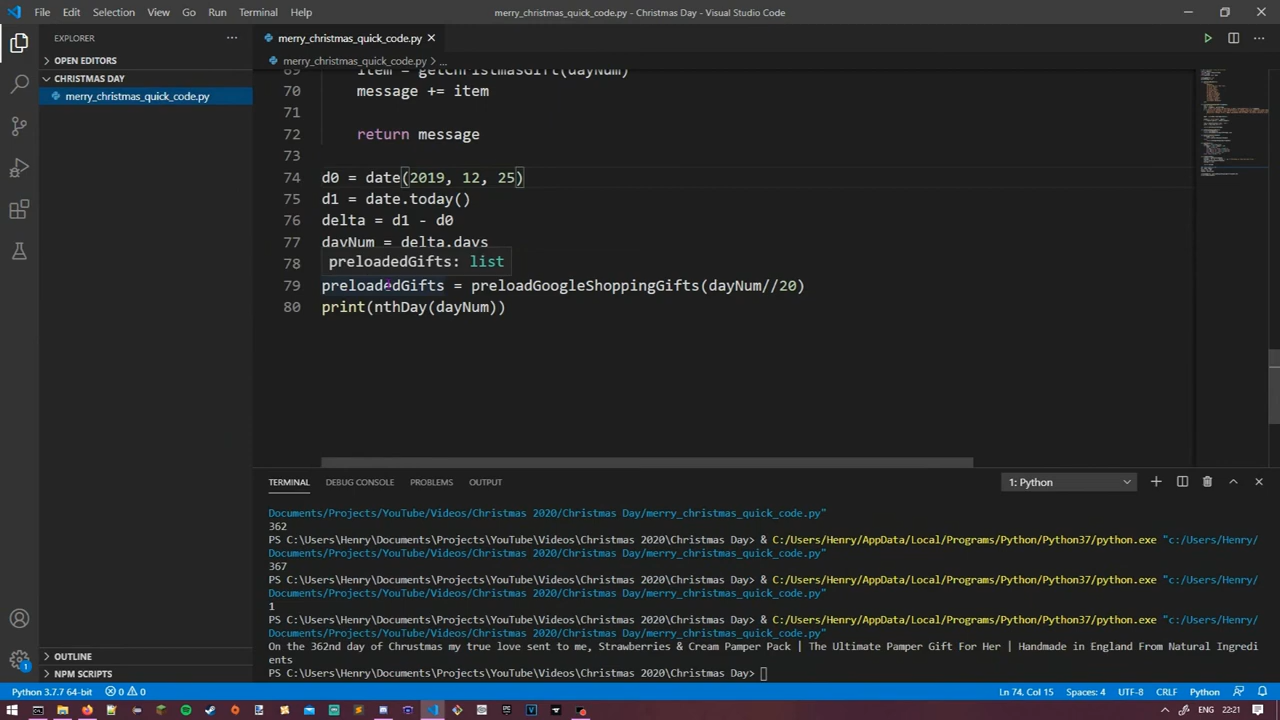 File Edit Selection View Go Run Terminal Help
merry_christmas_quick_code.py - Christmas Day - Visual Studio Code
EXPLORER
OPEN EDITORS
CHRISTMAS DAY
merry_christmas_quick_code.py
merry_christmas_quick_code.py
merry_christmas_quick_code.py > ...
69 item = getChristmasGift(dayNum)
70 message += item
71
72 return message
73
74 d0 = date(2019, 12, 25)
75 d1 = date.today()
76 delta = d1 - d0
77 dayNum = delta.days
78 preloadedGifts: list
79 preloadedGifts = preloadGoogleShoppingGifts(dayNum//20)
80 print(nthDay(dayNum))
TERMINAL DEBUG CONSOLE PROBLEMS OUTPUT
1: Python
Documents/Projects/YouTube/Videos/Christmas 2020/Christmas Day/merry_christmas_quick_code.py"
362
PS C:\Users\Henry\Documents\Projects\YouTube\Videos\Christmas 2020\Christmas Day> & C:/Users/Henry/AppData/Local/Programs/Python/Python37/python.exe "c:/Users/Henry/
Documents/Projects/YouTube/Videos/Christmas 2020/Christmas Day/merry_christmas_quick_code.py"
367
PS C:\Users\Henry\Documents\Projects\YouTube\Videos\Christmas 2020\Christmas Day> & C:/Users/Henry/AppData/Local/Programs/Python/Python37/python.exe "c:/Users/Henry/
Documents/Projects/YouTube/Videos/Christmas 2020/Christmas Day/merry_christmas_quick_code.py"
1
PS C:\Users\Henry\Documents\Projects\YouTube\Videos\Christmas 2020\Christmas Day> & C:/Users/Henry/AppData/Local/Programs/Python/Python37/python.exe "c:/Users/Henry/
Documents/Projects/YouTube/Videos/Christmas 2020/Christmas Day/merry_christmas_quick_code.py"
On the 362nd day of Chrustmas my true love sent to me, Strawberries & Cream Pamper Pack | The Ultimate Pamper Gift For Her | Handmade in England From Natural Ingredi
ents
PS C:\Users\Henry\Documents\Projects\YouTube\Videos\Christmas 2020\Christmas Day>
OUTLINE
NPM SCRIPTS
Python 3.7.7 64-bit 0 0 Ln 74, Col 15 Spaces: 4 UTF-8 CRLF Python
22:21